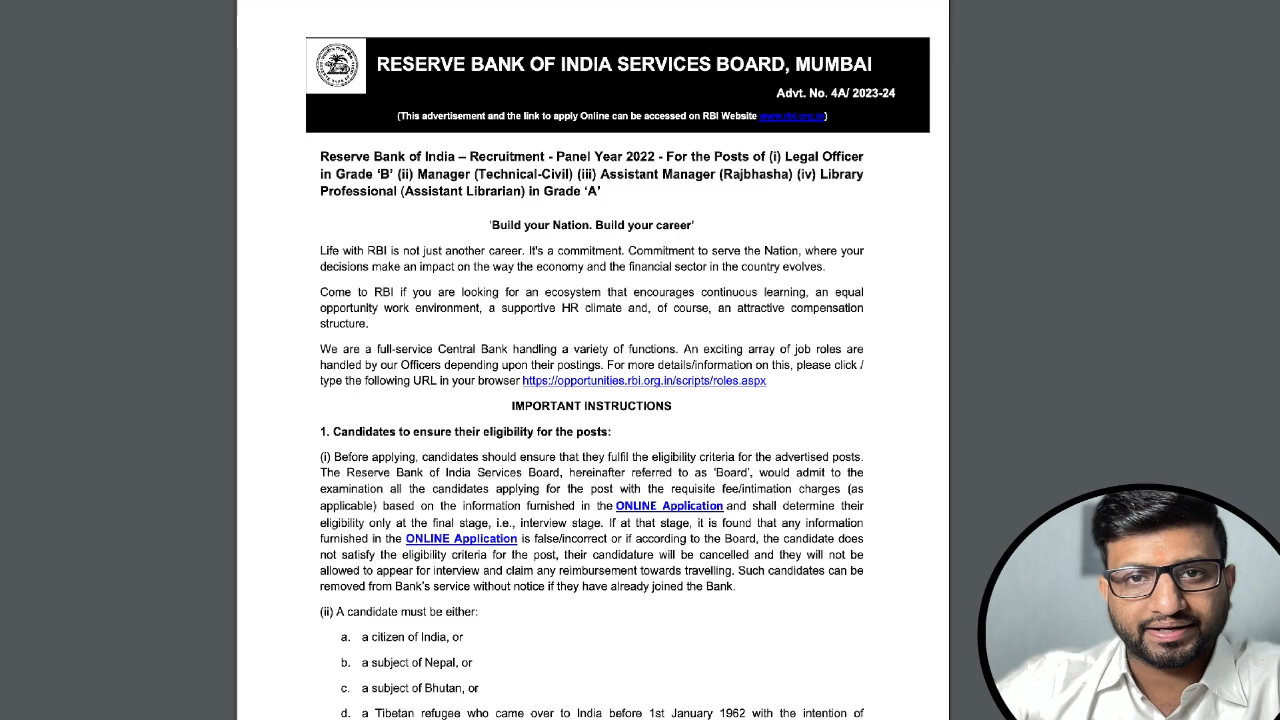 RESERVE BANK OF INDIA SERVICES BOARD, MUMBAI
Advt. No. 4A/ 2023-24
(This advertisement and the link to apply Online can be accessed on RBI Website www.rbi.org.in)
Reserve Bank of India – Recruitment - Panel Year 2022 - For the Posts of (i) Legal Officer
in Grade ‘B’ (ii) Manager (Technical-Civil) (iii) Assistant Manager (Rajbhasha) (iv) Library
Professional (Assistant Librarian) in Grade ‘A’
'Build your Nation. Build your career'
Life with RBI is not just another career. It's a commitment. Commitment to serve the Nation, where your
decisions make an impact on the way the economy and the financial sector in the country evolves.
Come to RBI if you are looking for an ecosystem that encourages continuous learning, an equal
opportunity work environment, a supportive HR climate and, of course, an attractive compensation
structure.
We are a full-service Central Bank handling a variety of functions. An exciting array of job roles are
handled by our Officers depending upon their postings. For more details/information on this, please click /
type the following URL in your browser https://opportunities.rbi.org.in/scripts/roles.aspx
IMPORTANT INSTRUCTIONS
1. Candidates to ensure their eligibility for the posts:
(i) Before applying, candidates should ensure that they fulfil the eligibility criteria for the advertised posts.
The Reserve Bank of India Services Board, hereinafter referred to as 'Board', would admit to the
examination all the candidates applying for the post with the requisite fee/intimation charges (as
applicable) based on the information furnished in the ONLINE Application and shall determine their
eligibility only at the final stage, i.e., interview stage. If at that stage, it is found that any information
furnished in the ONLINE Application is false/incorrect or if according to the Board, the candidate does
not satisfy the eligibility criteria for the post, their candidature will be cancelled and they will not be
allowed to appear for interview and claim any reimbursement towards travelling. Such candidates can be
removed from Bank's service without notice if they have already joined the Bank.
(ii) A candidate must be either:
a. a citizen of India, or
b. a subject of Nepal, or
c. a subject of Bhutan, or
d. a Tibetan refugee who came over to India before 1st January 1962 with the intention of